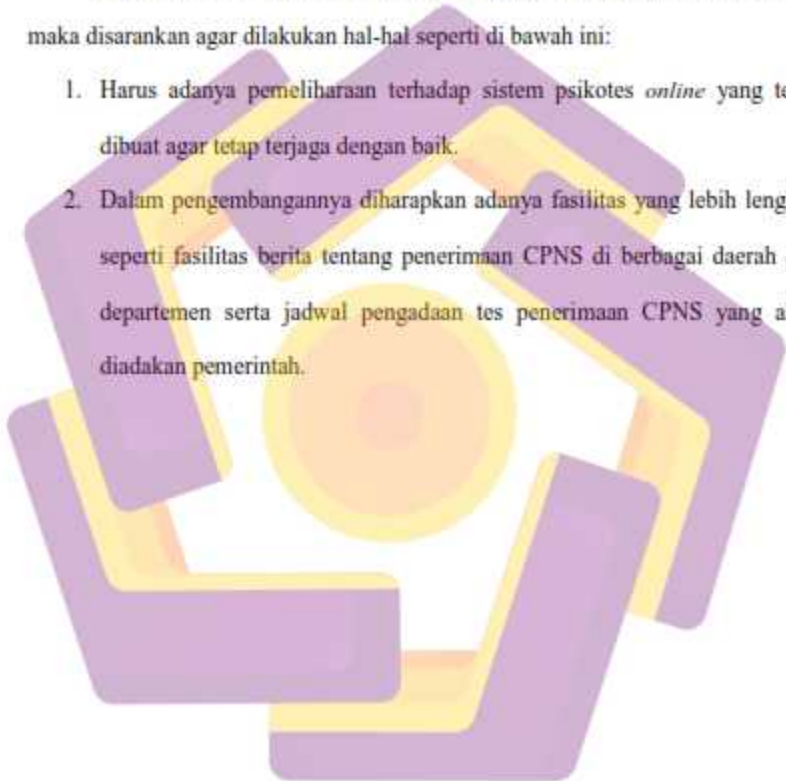 maka disarankan agar dilakukan hal-hal seperti di bawah ini:
1. Harus adanya pemeliharaan terhadap sistem psikotes online yang te
dibuat agar tetap terjaga dengan baik.
2. Dalam pengembangannya diharapkan adanya fasilitas yang lebih leng
seperti fasilitas berita tentang penerimaan CPNS di berbagai daerah
departemen serta jadwal pengadaan tes penerimaan CPNS yang a
diadakan pemerintah.